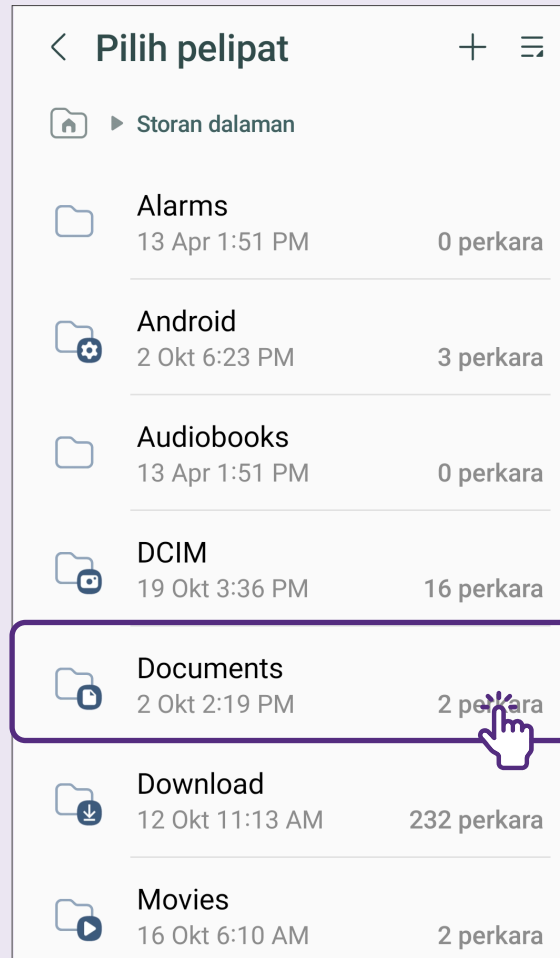 Pilih pelipat
Storan dalaman
Alarms
13 Apr 1:51 PM 0 perkara
Android
2 Okt 6:23 PM 3 perkara
Audiobooks
13 Apr 1:51 PM 0 perkara
DCIM
19 Okt 3:36 PM 16 perkara
Documents
2 Okt 2:19 PM 2 perkara
Download
12 Okt 11:13 AM 232 perkara
Movies
16 Okt 6:10 AM 2 perkara